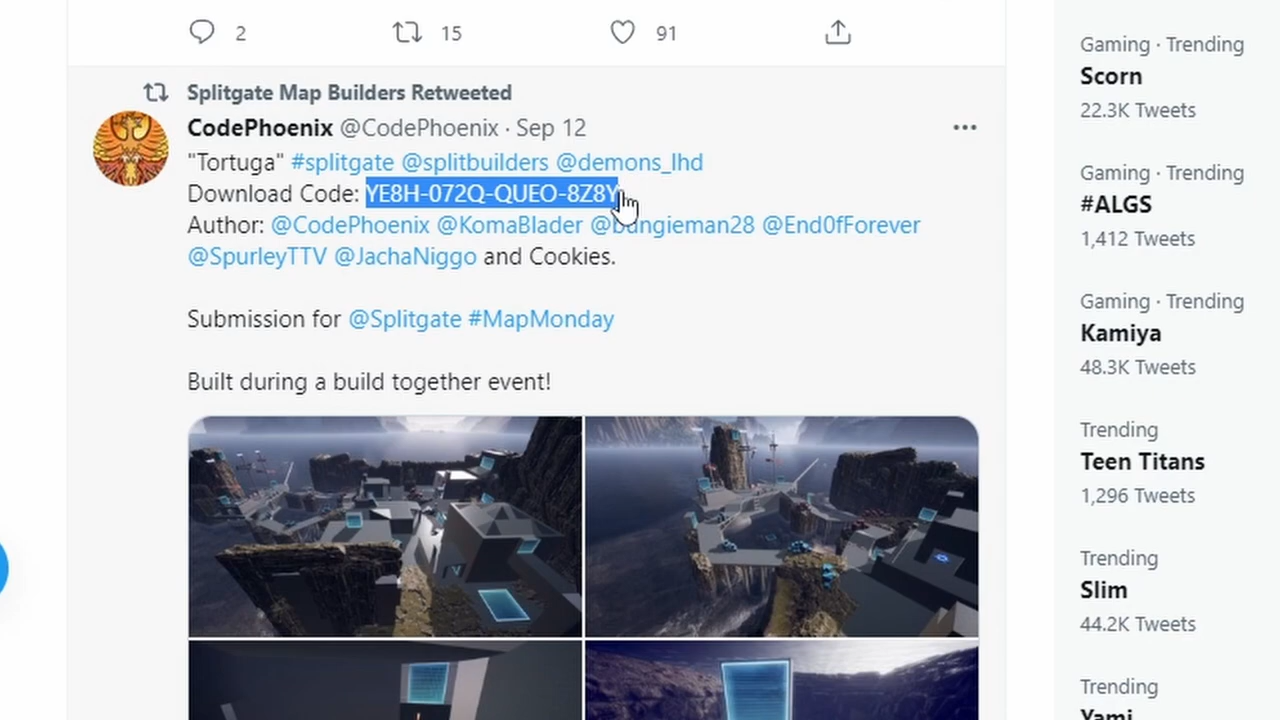 2 15 91
Splitgate Map Builders Retweeted
CodePhoenix @CodePhoenix · Sep 12
"Tortuga" #splitgate @splitbuilders @demons_lhd
Download Code: YE8H-072Q-QUEO-8Z8Y
Author: @CodePhoenix @KomaBlader @bungieman28 @End0fForever
@SpurleyTTV @JachaNiggo and Cookies.
Submission for @Splitgate #MapMonday
Built during a build together event!
Gaming · Trending
Scorn
22.3K Tweets
Gaming · Trending
#ALGS
1,412 Tweets
Gaming · Trending
Kamiya
48.3K Tweets
Trending
Teen Titans
1,296 Tweets
Trending
Slim
44.2K Tweets
Trending
Yami